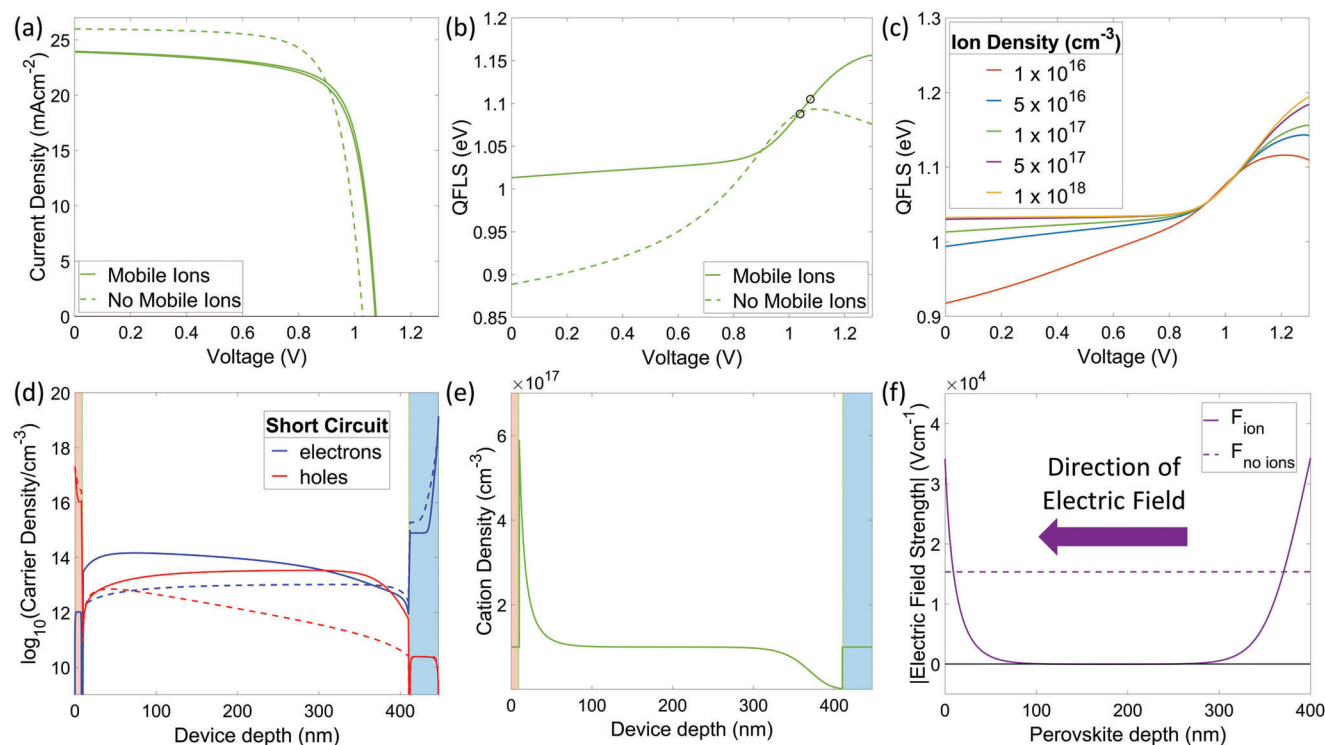 (a)
Current Density (mAcm⁻²)
25
20
15
10
5
0
Mobile Ions
No Mobile Ions
0 0.2 0.4 0.6 0.8 1 1.2
Voltage (V)
(b)
QFLS (eV)
1.2
1.15
1.1
1.05
1
0.95
0.9
0.85
Mobile Ions
No Mobile Ions
0 0.2 0.4 0.6 0.8 1 1.2
Voltage (V)
(c)
QFLS (eV)
1.3
1.2
1.1
1
0.9
Ion Density (cm⁻³)
1 x 10¹⁶
5 x 10¹⁶
1 x 10¹⁷
5 x 10¹⁷
1 x 10¹⁸
0 0.2 0.4 0.6 0.8 1 1.2
Voltage (V)
(d)
log₁₀(Carrier Density/cm⁻³)
20
18
16
14
12
10
Short Circuit
electrons
holes
0 100 200 300 400
Device depth (nm)
(e)
×10¹⁷
Cation Density (cm⁻³)
6
4
2
0
0 100 200 300 400
Device depth (nm)
(f)
×10⁴
|Electric Field Strength| (Vcm⁻¹)
5
4
3
2
1
0
F_ion
F_no ions
Direction of
Electric Field
0 100 200 300 400
Perovskite depth (nm)